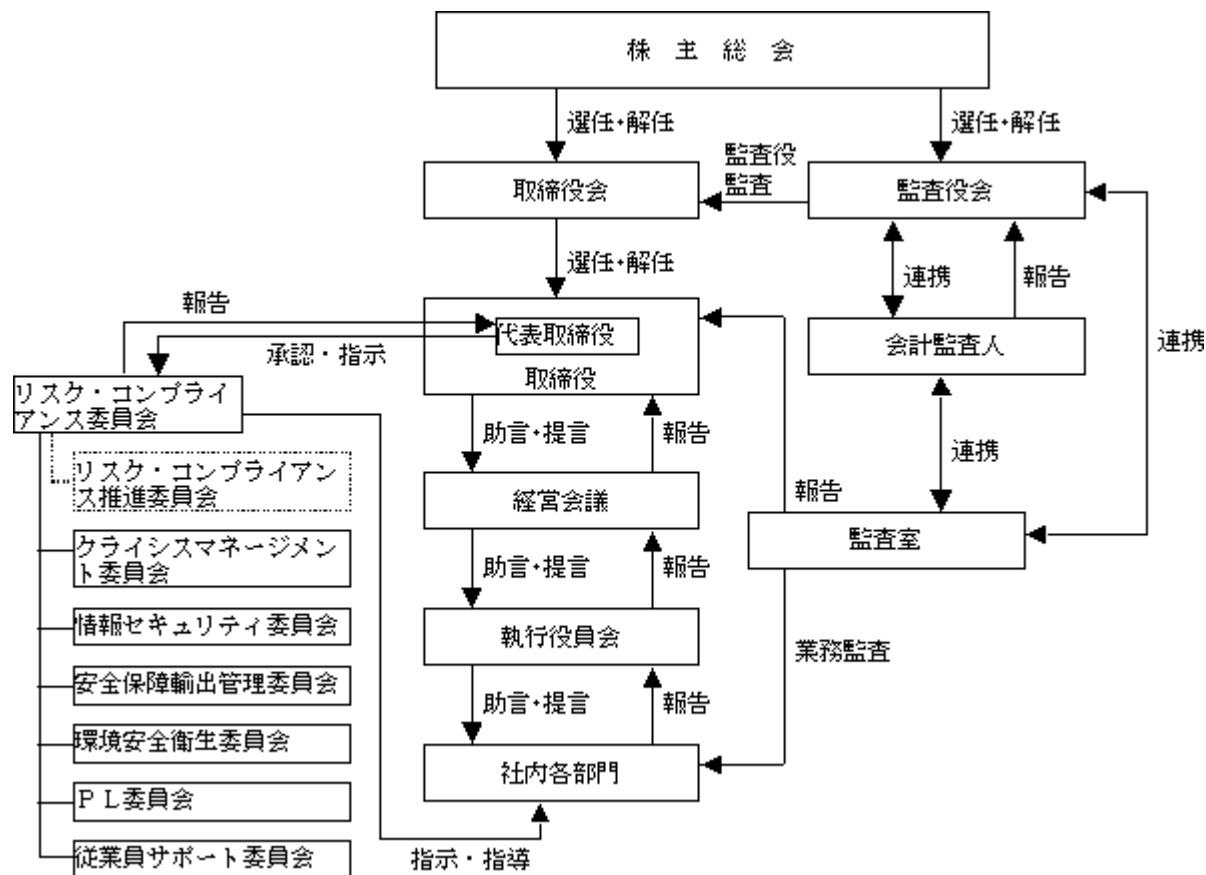 株 主 総 会
選任・解任
選任・解任
監査役
監査
取締役会
監査役会
選任・解任
連携
報告
報告
代表取締役
会計監査人
連携
承認・指示
取締役
リスク・コンプライ
アンス委員会
助言・提言
報告
連携
リスク・コンプライアン
ス推進委員会
経営会議
報告
監査室
クライシスマネージメン
ト委員会
助言・提言
報告
情報セキュリティ委員会
執行役員会
業務監査
安全保障輸出管理委員会
助言・提言
報告
環境安全衛生委員会
社内各部門
ＰＬ委員会
従業員サポート委員会
指示・指導